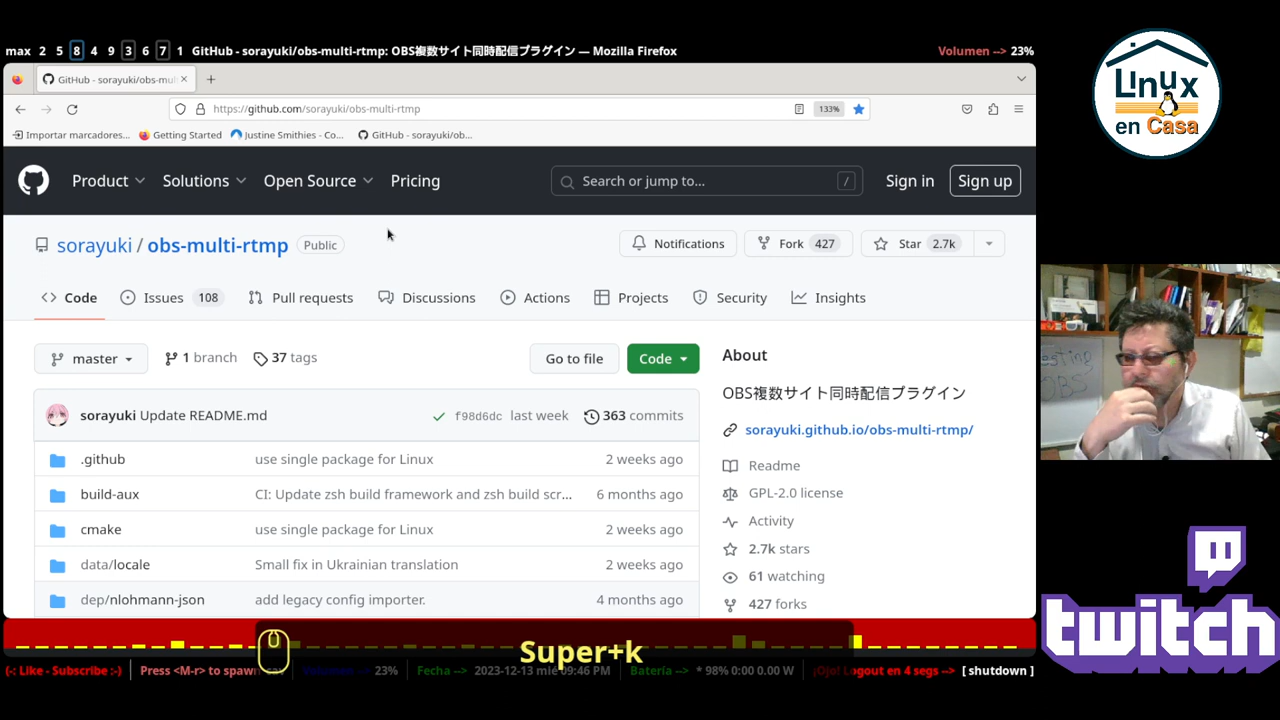 max 2 5 8 4 9 3 6 7 1 GitHub - sorayuki/obs-multi-rtmp: OBS複数サイト同時配信プラグイン — Mozilla Firefox
Volumen --> 23%
GitHub - sorayuki/obs-mul
https://github.com/sorayuki/obs-multi-rtmp
133%
Importar marcadores...
Getting Started
Justine Smithies - Co...
GitHub - sorayuki/ob...
Product
Solutions
Open Source
Pricing
Search or jump to...
/
Sign in
Sign up
sorayuki / obs-multi-rtmp
Public
Notifications
Fork 427
Star 2.7k
Code
Issues 108
Pull requests
Discussions
Actions
Projects
Security
Insights
master
1 branch
37 tags
Go to file
Code
sorayuki Update README.md
f98d6dc last week
363 commits
.github
use single package for Linux
2 weeks ago
build-aux
CI: Update zsh build framework and zsh build scr...
6 months ago
cmake
use single package for Linux
2 weeks ago
data/locale
Small fix in Ukrainian translation
2 weeks ago
dep/nlohmann-json
add legacy config importer.
4 months ago
About
OBS複数サイト同時配信プラグイン
sorayuki.github.io/obs-multi-rtmp/
Readme
GPL-2.0 license
Activity
2.7k stars
61 watching
427 forks
Super+k
(-: Like - Subscribe :-)
Press <M-r> to spawn
Volumen --> 23%
Fecha --> 2023-12-13 mié 09:46 PM
Batería --> * 98% 0:00 0.00 W
¡Ojo! Logout en 4 segs -->
[ shutdown ]
Linux
en Casa
Testing
OBS
twitch